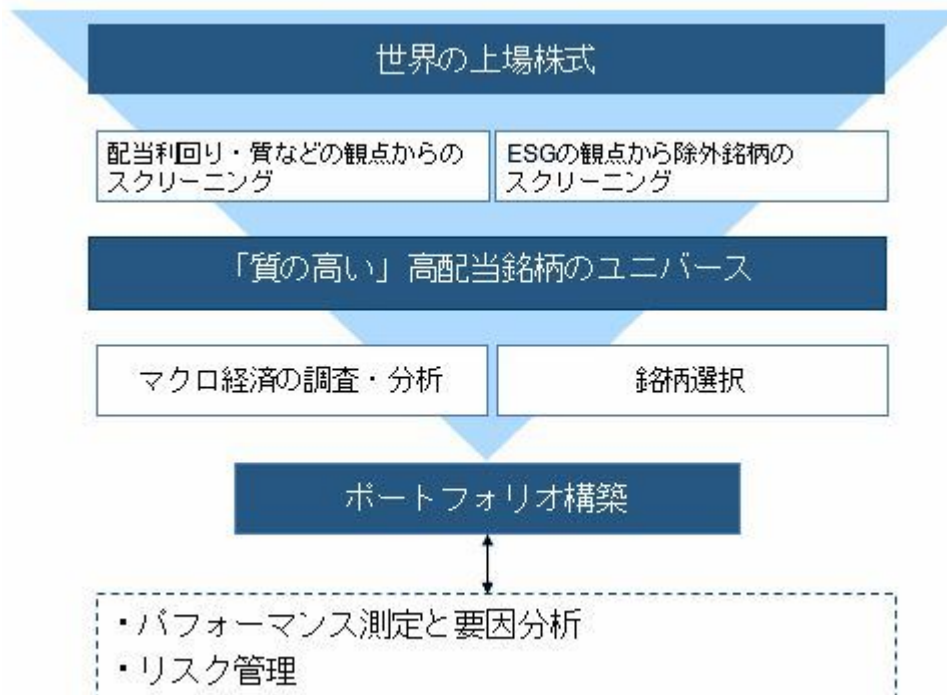 世界の上場株式
配当利回り・質などの観点からの
スクリーニング
ESGの観点から除外銘柄の
スクリーニング
「質の高い」高配当銘柄のユニバース
マクロ経済の調査・分析
銘柄選択
ポートフォリオ構築
・パフォーマンス測定と要因分析
・リスク管理